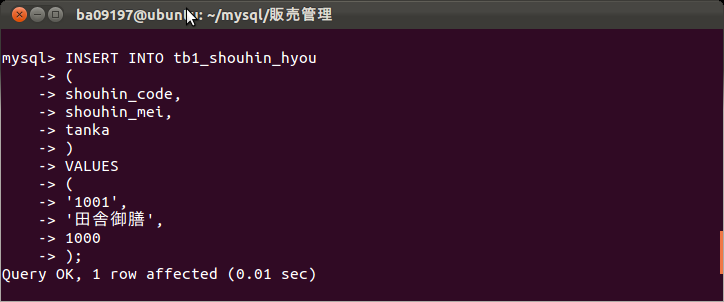 ba09197@ubuntu: ~/mysql/販売管理
mysql> INSERT INTO tb1_shouhin_hyou
-> (
-> shouhin_code,
-> shouhin_mei,
-> tanka
-> )
-> VALUES
-> (
-> '1001',
-> '田舎御膳',
-> 1000
-> );
Query OK, 1 row affected (0.01 sec)